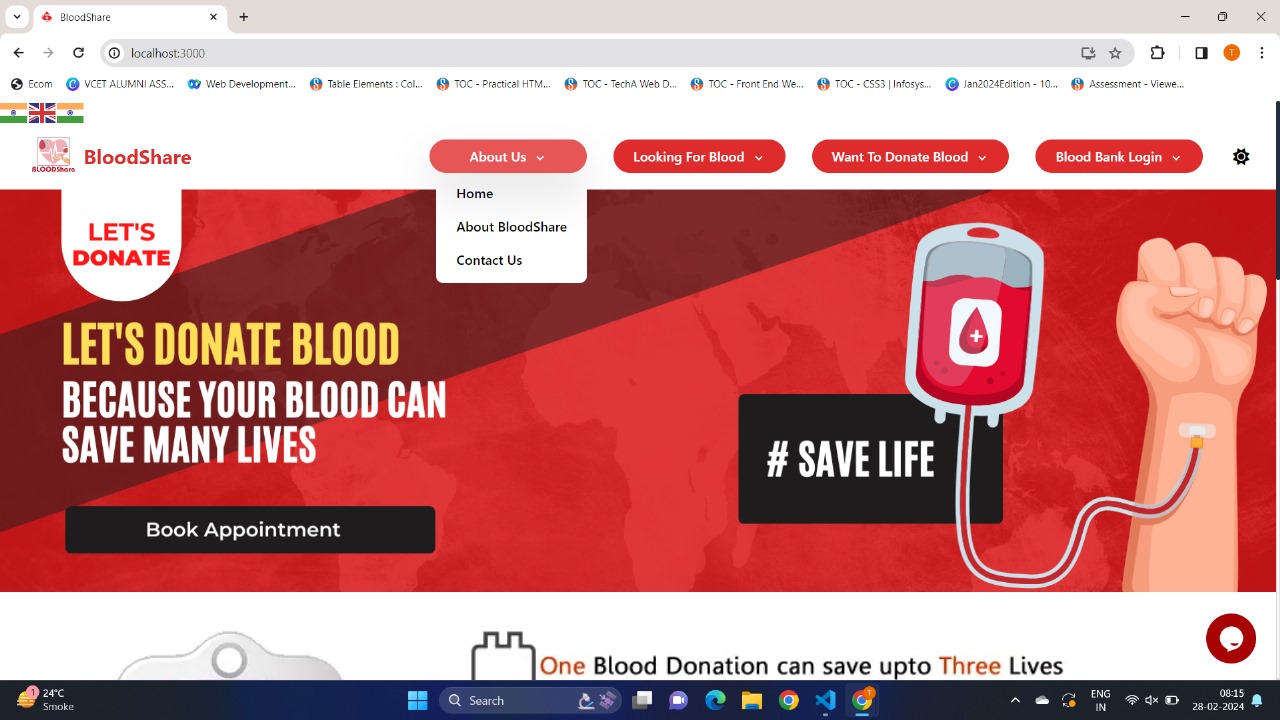 BloodShare
localhost:3000
T
Ecom
VCET ALUMNI ASS...
Web Development...
Table Elements : Col...
TOC - Practical HTM...
TOC - TechA Web D...
TOC - Front End We...
TOC - CSS3 | Infosys...
Jan2024Edition - 10...
Assessment - Viewe...
BLOODShare
BloodShare
About Us
Looking For Blood
Want To Donate Blood
Blood Bank Login
Home
About BloodShare
Contact Us
LET'S
DONATE
LET'S DONATE BLOOD
BECAUSE YOUR BLOOD CAN
SAVE MANY LIVES
# SAVE LIFE
Book Appointment
One Blood Donation can save upto Three Lives
1
24°C
Smoke
Search
T
ENG
IN
08:15
28-02-2024